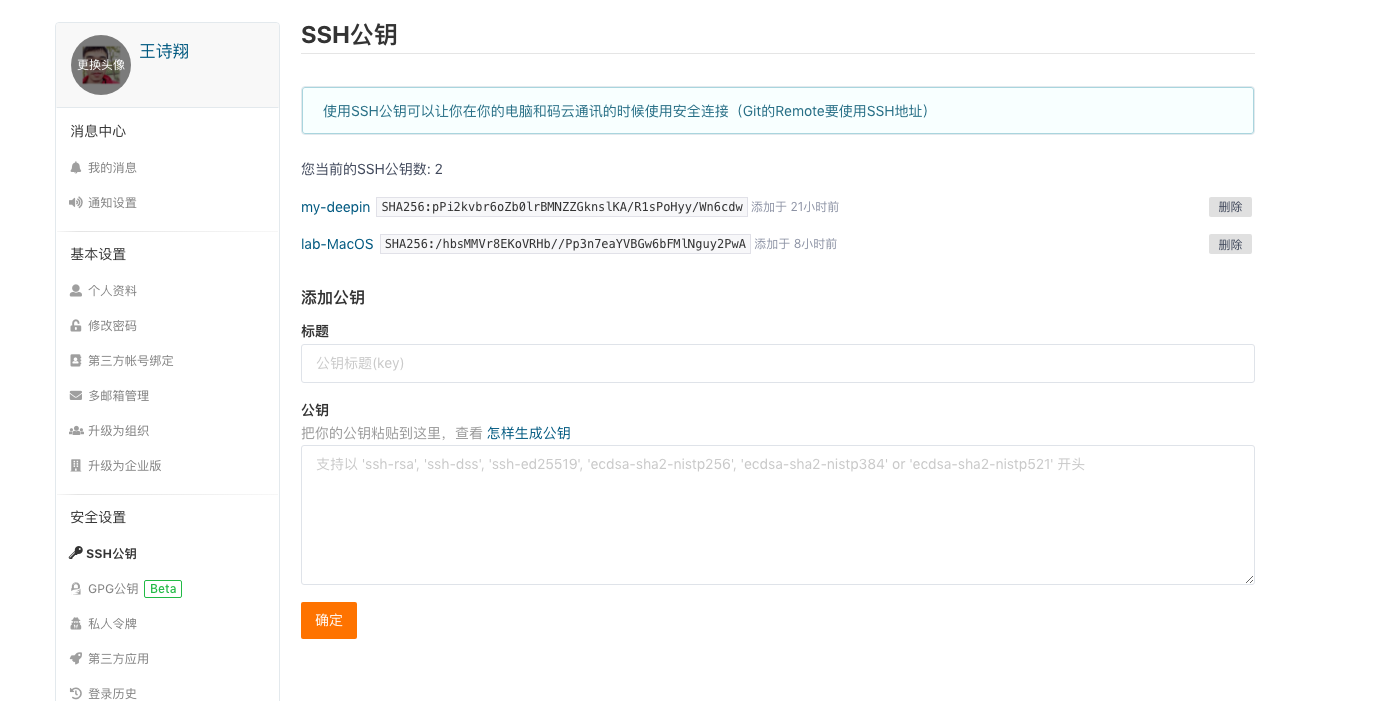 更换头像
王诗翔
消息中心
我的消息
通知设置
基本设置
个人资料
修改密码
第三方帐号绑定
多邮箱管理
升级为组织
升级为企业版
安全设置
SSH公钥
GPG公钥 Beta
私人令牌
第三方应用
登录历史
SSH公钥
使用SSH公钥可以让你在你的电脑和码云通讯的时候使用安全连接（Git的Remote要使用SSH地址）
您当前的SSH公钥数: 2
my-deepin SHA256:pPi2kvbr6oZb0lrBMNZZGknslKA/R1sPoHyy/Wn6cdw 添加于 21小时前 删除
lab-MacOS SHA256:/hbsMMVr8EKoVRHb//Pp3n7eaYVBGw6bFMlNguy2PwA 添加于 8小时前 删除
添加公钥
标题
公钥标题(key)
公钥
把你的公钥粘贴到这里，查看 怎样生成公钥
支持以 'ssh-rsa', 'ssh-dss', 'ssh-ed25519', 'ecdsa-sha2-nistp256', 'ecdsa-sha2-nistp384' or 'ecdsa-sha2-nistp521' 开头
确定